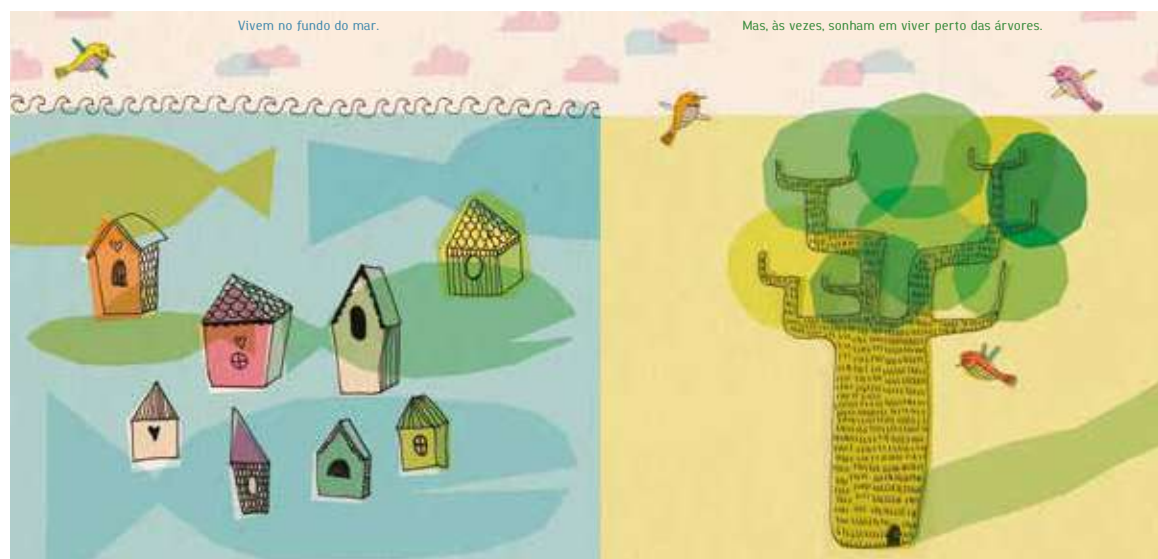 Vivem no fundo do mar.
Mas, às vezes, sonham em viver perto das árvores.